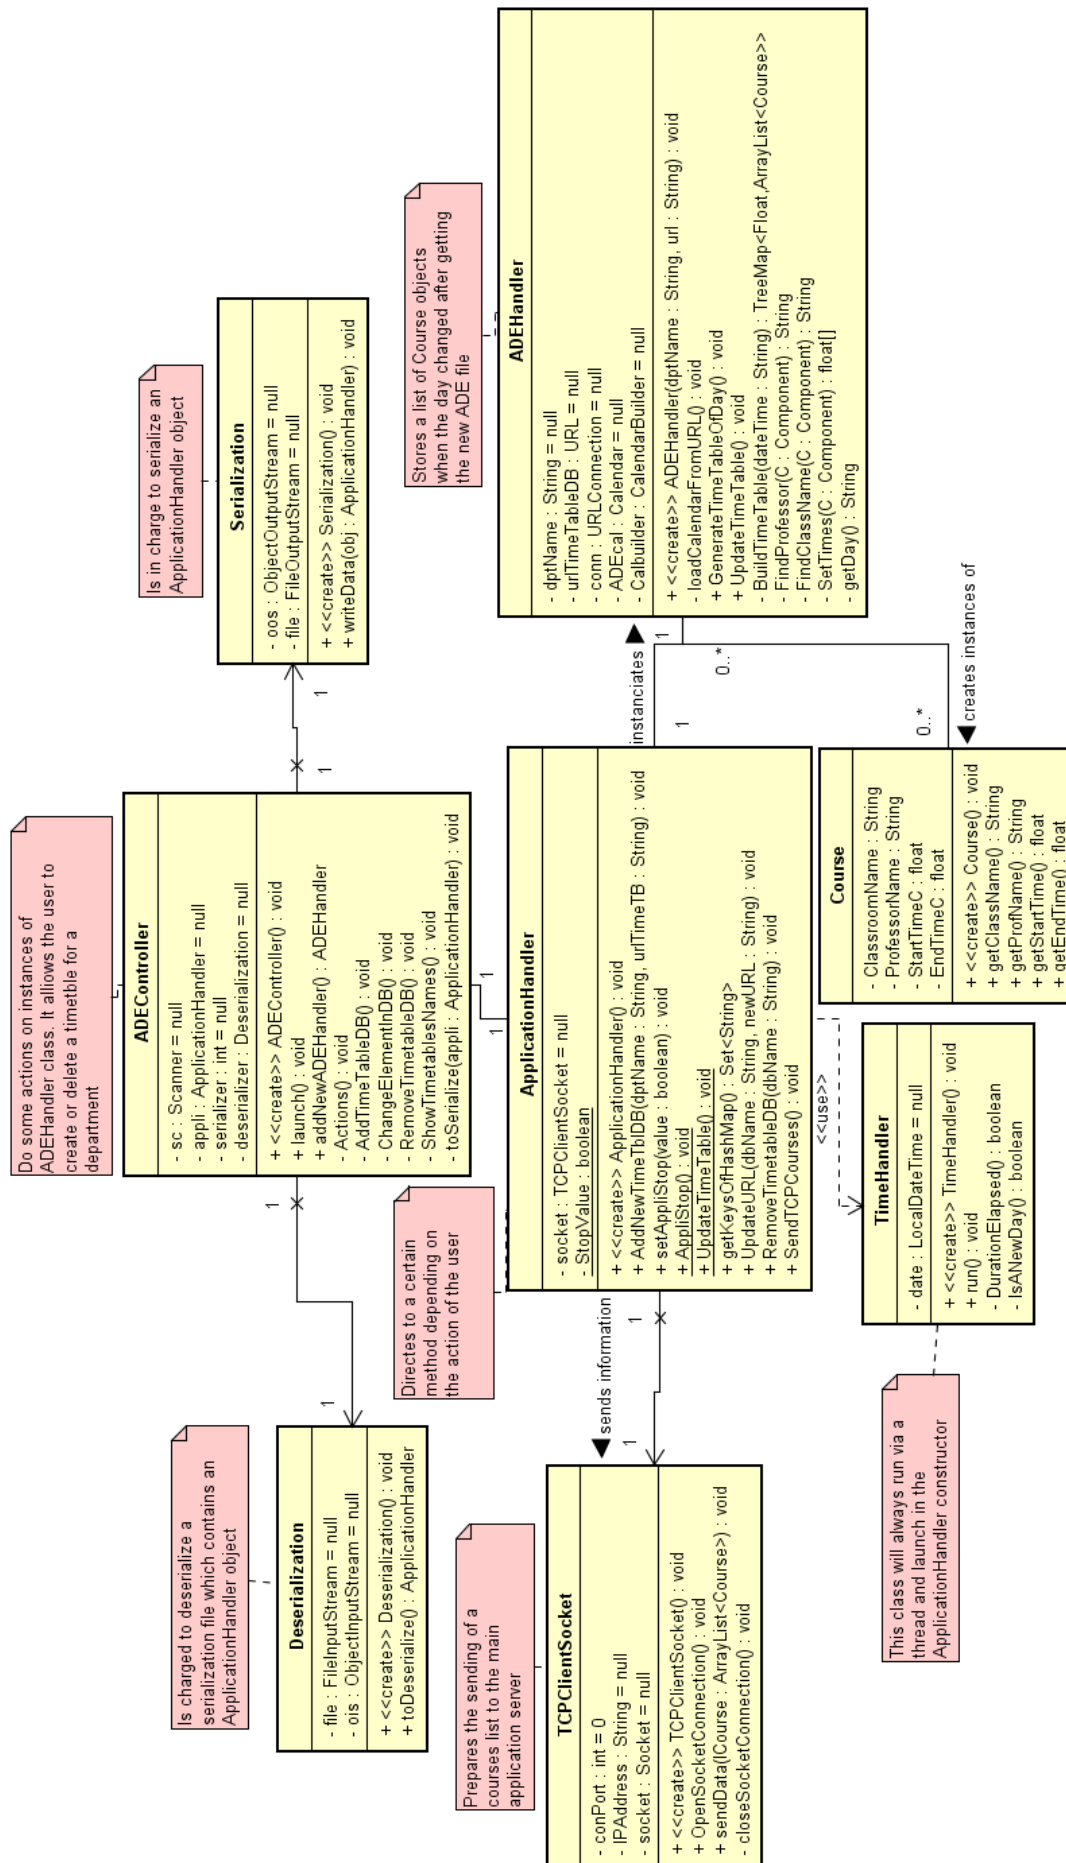 Is charged to deserialize a
serialization file which contains an
ApplicationHandler object
Deserialization
- file : FileInputStream = null
- ois : ObjectInputStream = null
+ <<create>> Deserialization() : void
+ toDeserialize() : ApplicationHandler
Do some actions on instances of
ADEHandler class. It allows the user to
create or delete a timetble for a
department
ADEController
- sc : Scanner = null
- appli : ApplicationHandler = null
- serializer : int = null
- deserializer : Deserialization = null
+ <<create>> ADEController() : void
+ launch() : void
+ addNewADEHandler() : ADEHandler
- Actions() : void
- AddTimeTableDB() : void
- ChangeElementInDB() : void
- RemoveTimetableDB() : void
- ShowTimetablesNames() : void
- toSerialize(appli : ApplicationHandler) : void
Is in charge to serialize an
ApplicationHandler object
Serialization
- oos : ObjectOutputStream = null
- file : FileOutputStream = null
+ <<create>> Serialization() : void
+ writeData(obj : ApplicationHandler) : void
1
1
1
1
1
1
Prepares the sending of a
courses list to the main
application server
TCPClientSocket
- conPort : int = 0
- IPAddress : String = null
- socket : Socket = null
+ <<create>> TCPClientSocket() : void
+ OpenSocketConnection() : void
+ sendData(lCourse : ArrayList<Course>) : void
- closeSocketConnection() : void
sends information
1
1
Directes to a certain
method depending on
the action of the user
ApplicationHandler
- socket : TCPClientSocket = null
- StopValue : boolean
+ <<create>> ApplicationHandler() : void
+ AddNewTimeTblDB(dptName : String, urlTimeTB : String) : void
+ setAppliStop(value : boolean) : void
+ AppliStop() : void
+ UpdateTimeTable() : void
+ getKeysOfHashMap() : Set<String>
+ UpdateURL(dbName : String, newURL : String) : void
+ RemoveTimetableDB(dbName : String) : void
+ SendTCPCourses() : void
instanciates
1
0..*
Stores a list of Course objects
when the day changed after getting
the new ADE file
ADEHandler
- dptName : String = null
- urlTimeTableDB : URL = null
- conn : URLConnection = null
- ADEcal : Calendar = null
- Calbuilder : CalendarBuilder = null
+ <<create>> ADEHandler(dptName : String, url : String) : void
- loadCalendarFromURL() : void
+ GenerateTimeTableOfDay() : void
+ UpdateTimeTable() : void
- BuildTimeTable(dateTime : String) : TreeMap<Float,ArrayList<Course>>
- FindProfessor(C : Component) : String
- FindClassName(C : Component) : String
- SetTimes(C : Component) : float[]
- getDay() : String
1
0..*
creates instances of
<<use>>
This class will always run via a
thread and launch in the
ApplicationHandler constructor
TimeHandler
- date : LocalDateTime = null
+ <<create>> TimeHandler() : void
+ run() : void
- DurationElapsed() : boolean
- IsANewDay() : boolean
Course
- ClassroomName : String
- ProfessorName : String
- StartTimeC : float
- EndTimeC : float
+ <<create>> Course() : void
+ getClassName() : String
+ getProfName() : String
+ getStartTime() : float
+ getEndTime() : float